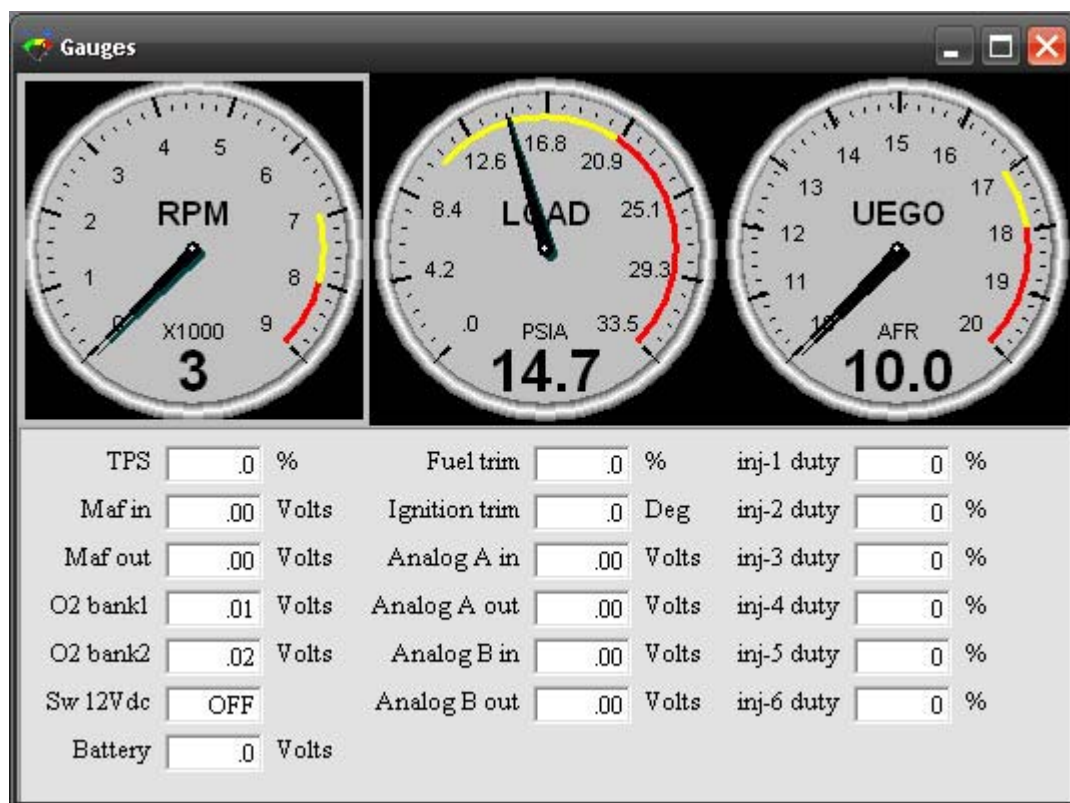 Gauges
0 1 2 3 4 5 6 7 8 9
RPM
X1000
3
.0 4.2 8.4 12.6 16.8 20.9 25.1 29.3 33.5
LOAD
PSIA
14.7
10 11 12 13 14 15 16 17 18 19 20
UEGO
AFR
10.0
TPS .0 % Fuel trim .0 % inj-1 duty 0 %
Maf in .00 Volts Ignition trim .0 Deg inj-2 duty 0 %
Maf out .00 Volts Analog A in .00 Volts inj-3 duty 0 %
O2 bank1 .01 Volts Analog A out .00 Volts inj-4 duty 0 %
O2 bank2 .02 Volts Analog B in .00 Volts inj-5 duty 0 %
Sw 12Vdc OFF Analog B out .00 Volts inj-6 duty 0 %
Battery .0 Volts